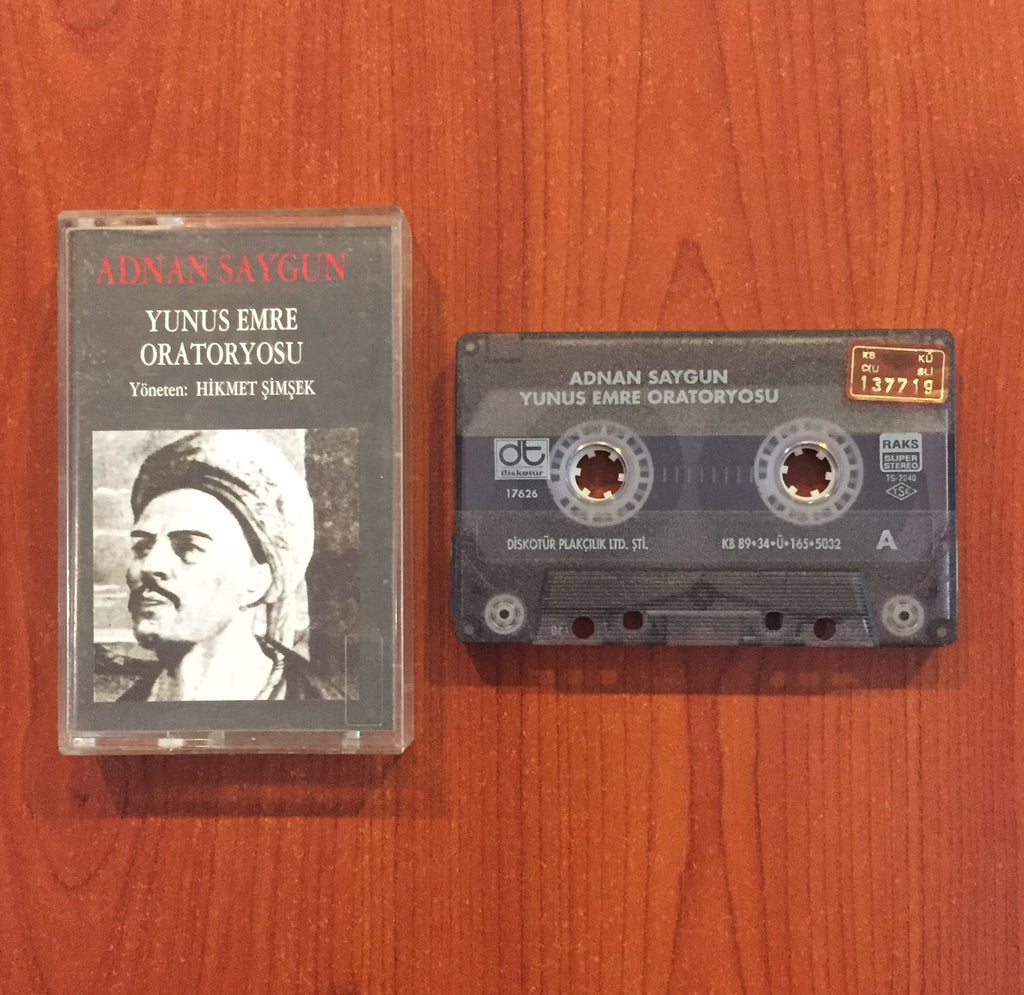 ADNAN SAYGUN
YUNUS EMRE
ORATORYOSU
Yöneten: HİKMET ŞİMŞEK
ADNAN SAYGUN
YUNUS EMRE ORATORYOSU
KB KÜ
137719
dt
diskotür
17626
RAKS
SUPER
STEREO
TS-2240
TSE
DİSKOTÜR PLAKÇILIK LTD. ŞTİ.
KB 89•34•Ü•165•5032
A